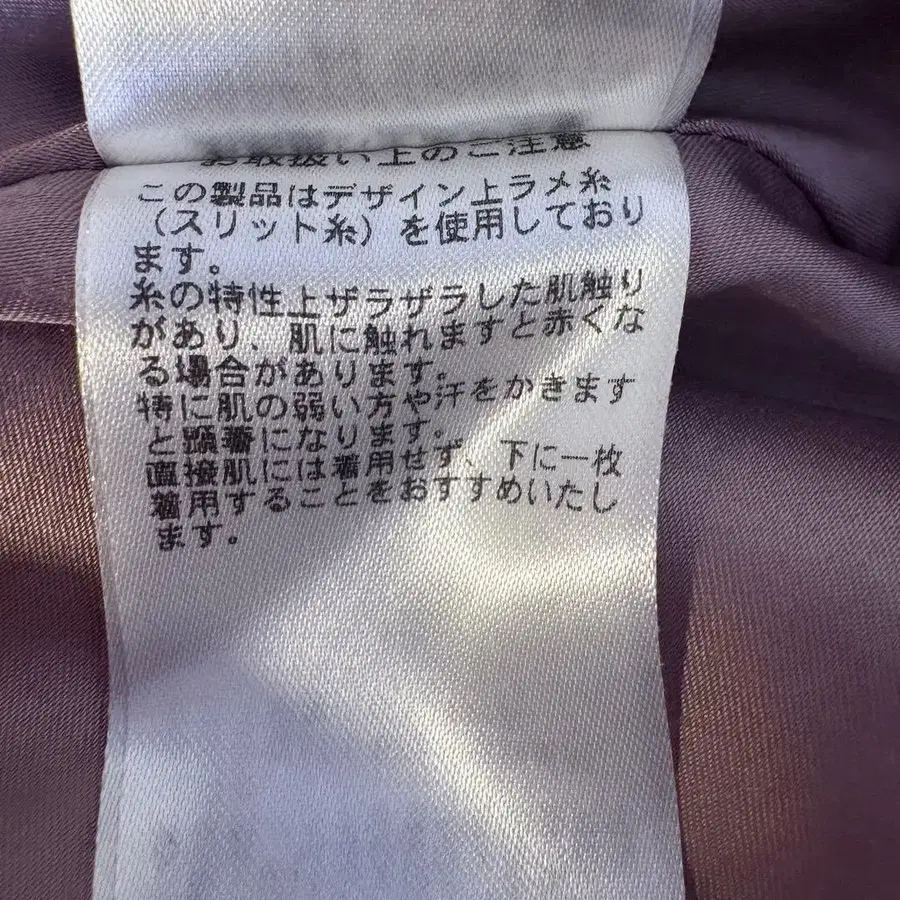 お取扱い上のご注意
この製品はデザイン上ラメ糸
（スリット糸）を使用しており
ます。
糸の特性上ザラザラした肌触り
があり、肌に触れますと赤くな
る場合があります。
特に肌の弱い方や汗をかきます
と顕著になります。
直接肌には着用せず、下に一枚
着用することをおすすめいたし
ます。